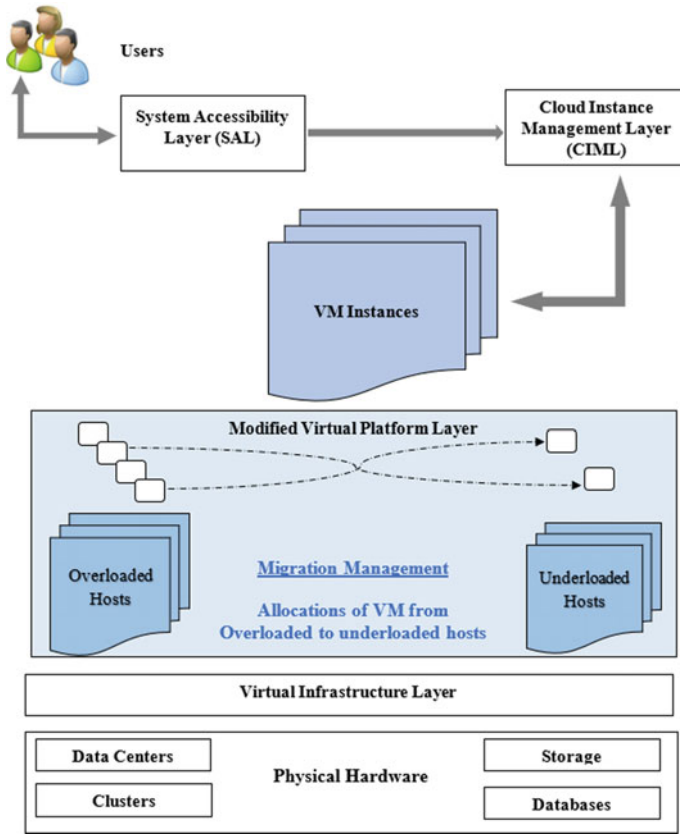 Users
System Accessibility
Layer (SAL)
Cloud Instance
Management Layer
(CIML)
VM Instances
Modified Virtual Platform Layer
Overloaded
Hosts
Migration Management
Allocations of VM from
Overloaded to underloaded hosts
Underloaded
Hosts
Virtual Infrastructure Layer
Data Centers
Clusters
Physical Hardware
Storage
Databases